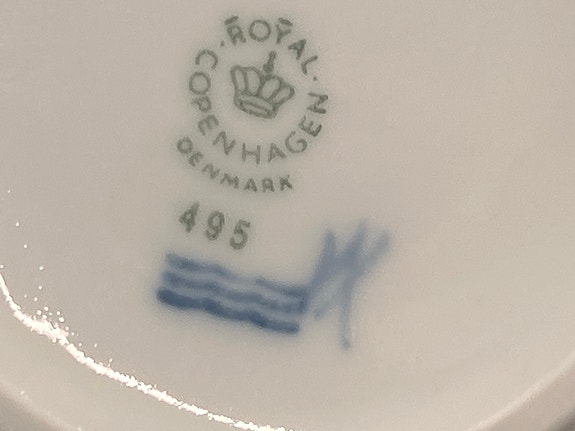 ROYAL · COPENHAGEN ·
DENMARK
495